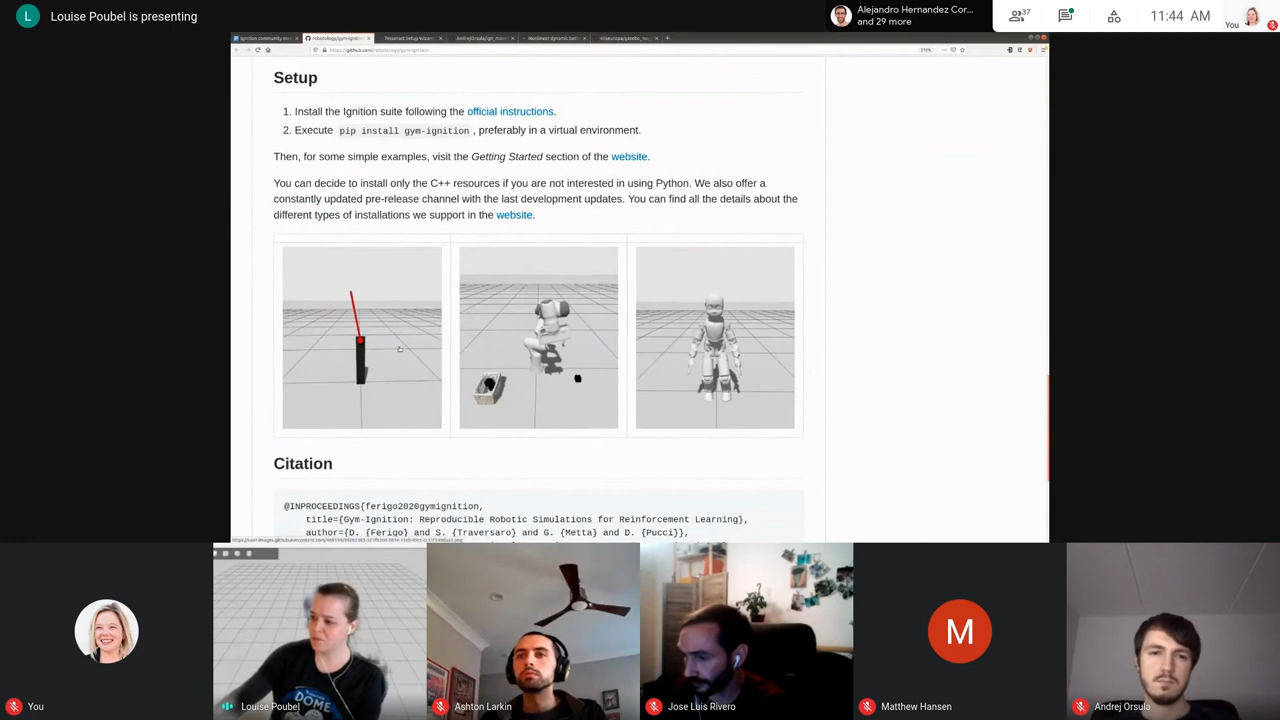 L
Louise Poubel is presenting
Alejandro Hernandez Cor...
and 29 more
37
11:44 AM
You
Setup
1. Install the Ignition suite following the official instructions.
2. Execute pip install gym-ignition, preferably in a virtual environment.
Then, for some simple examples, visit the Getting Started section of the website.
You can decide to install only the C++ resources if you are not interested in using Python. We also offer a
constantly updated pre-release channel with the last development updates. You can find all the details about the
different types of installations we support in the website.
Citation
@INPROCEEDINGS{ferigo2020gymignition,
title={Gym-Ignition: Reproducible Robotic Simulations for Reinforcement Learning},
author={D. {Ferigo} and S. {Traversaro} and G. {Metta} and D. {Pucci}},
DOME
M
You
Louise Poubel
Ashton Larkin
Jose Luis Rivero
Matthew Hansen
Andrej Orsula